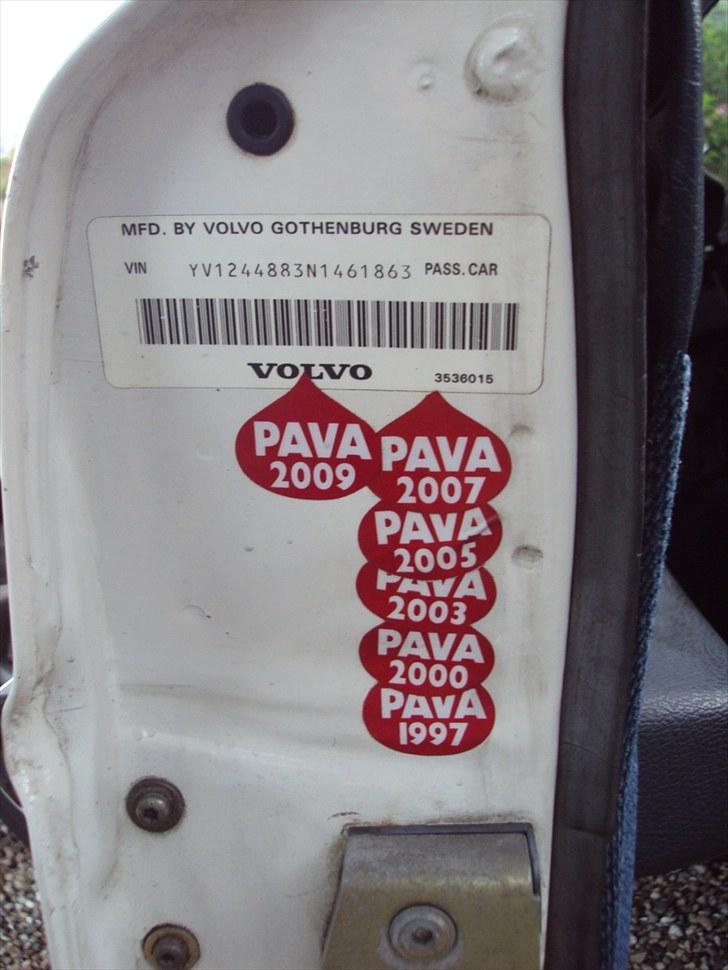 MFD. BY VOLVO GOTHENBURG SWEDEN
VIN YV1244883N1461863 PASS. CAR
VOLVO 3536015
PAVA
2009
PAVA
2007
PAVA
2005
PAVA
2003
PAVA
2000
PAVA
1997